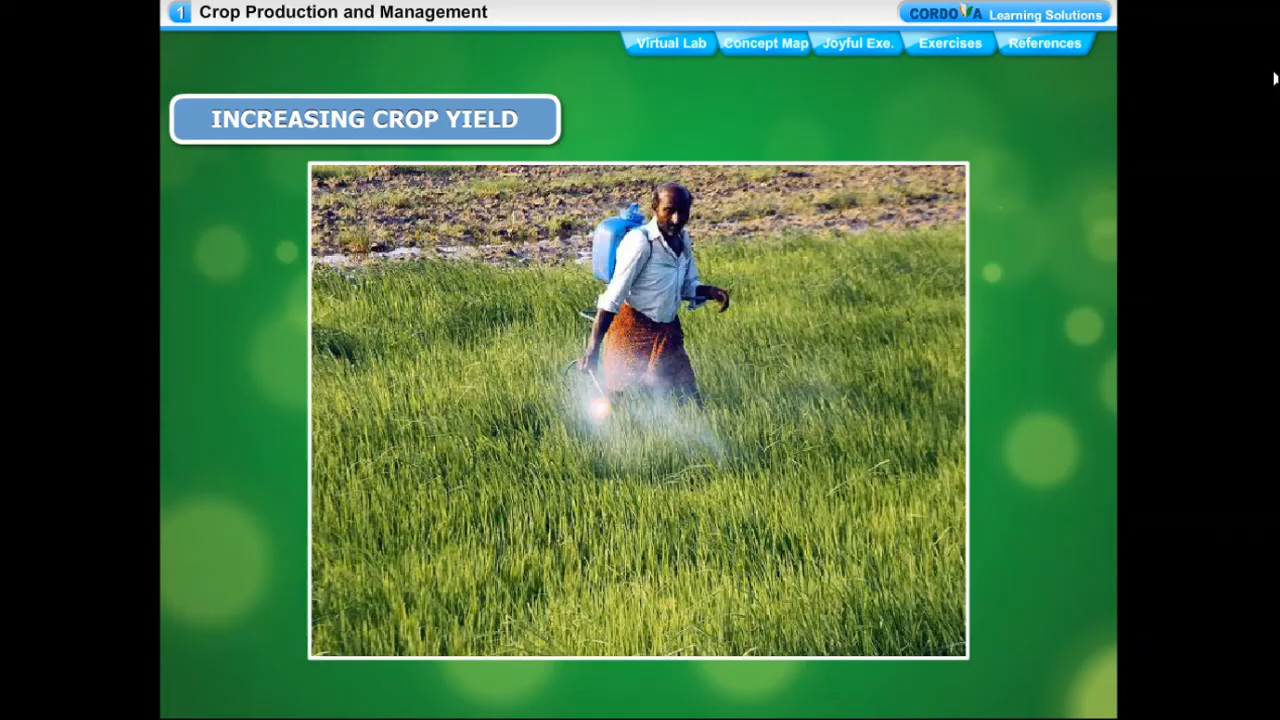 1 Crop Production and Management
CORDOVA Learning Solutions
Virtual Lab Concept Map Joyful Exe. Exercises References
INCREASING CROP YIELD